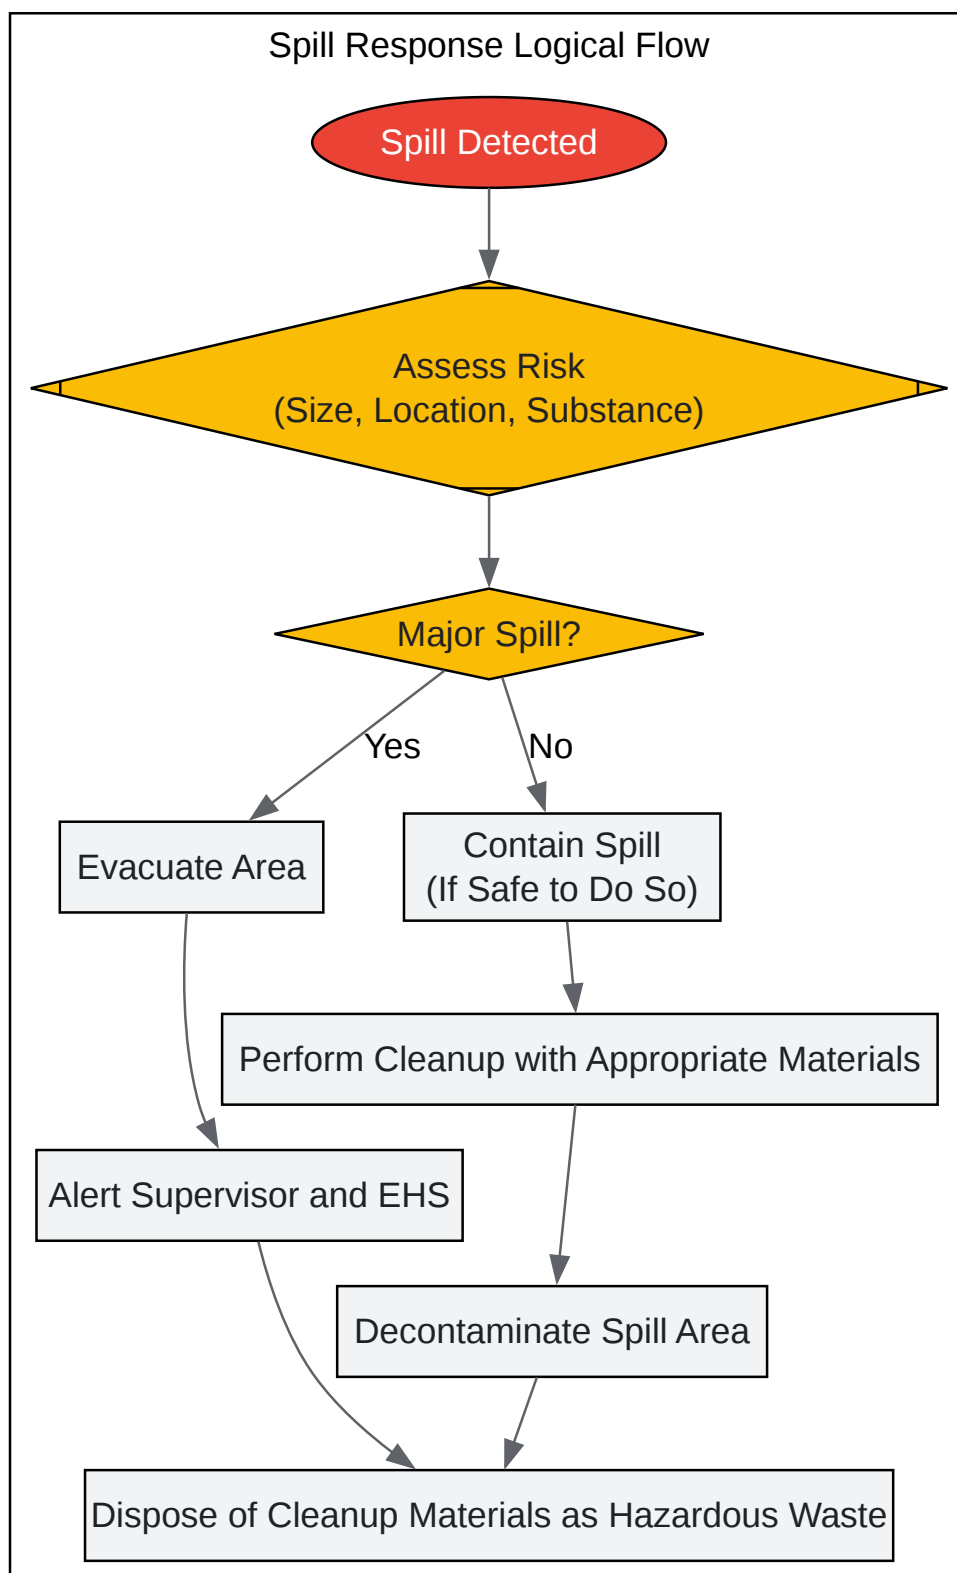 Spill Response Logical Flow
Spill Detected
Assess Risk
(Size, Location, Substance)
Major Spill?
Yes
No
Evacuate Area
Contain Spill
(If Safe to Do So)
Perform Cleanup with Appropriate Materials
Alert Supervisor and EHS
Decontaminate Spill Area
Dispose of Cleanup Materials as Hazardous Waste